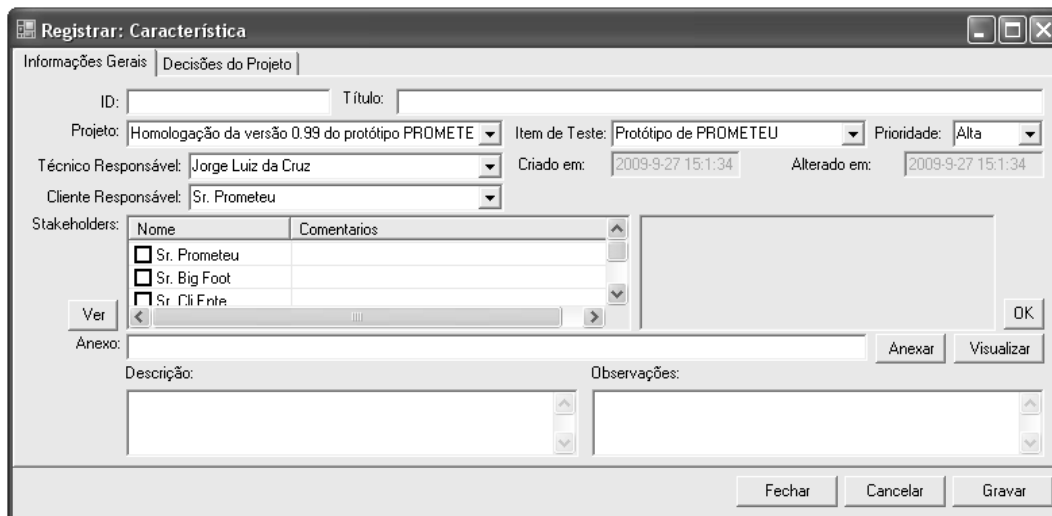 Registrar: Característica
Informações Gerais Decisões do Projeto
ID: Título:
Projeto: Homologação da versão 0.99 do protótipo PROMETE Item de Teste: Protótipo de PROMETEU Prioridade: Alta
Técnico Responsável: Jorge Luiz da Cruz Criado em: 2009-9-27 15:1:34 Alterado em: 2009-9-27 15:1:34
Cliente Responsável: Sr. Prometeu
Stakeholders: Nome Comentarios
Sr. Prometeu
Sr. Big Foot
Sr. Cli Ente
Ver OK
Anexo: Anexar Visualizar
Descrição: Observações:
Fechar Cancelar Gravar